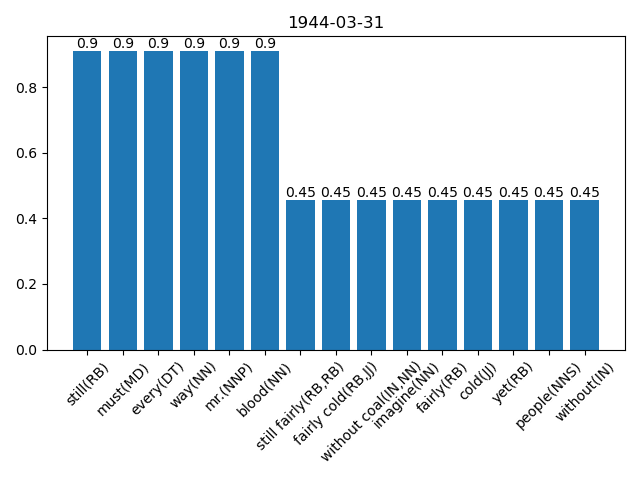 1944-03-31
0.9 0.9 0.9 0.9 0.9 0.9
0.45 0.45 0.45 0.45 0.45 0.45 0.45 0.45 0.45
0.8
0.6
0.4
0.2
0.0
still(RB)
must(MD)
every(DT)
way(NN)
mr.(NNP)
blood(NN)
still fairly(RB,RB)
fairly cold(RB,JJ)
without coal(IN,NN)
imagine(NN)
fairly(RB)
cold(JJ)
yet(RB)
people(NNS)
without(IN)